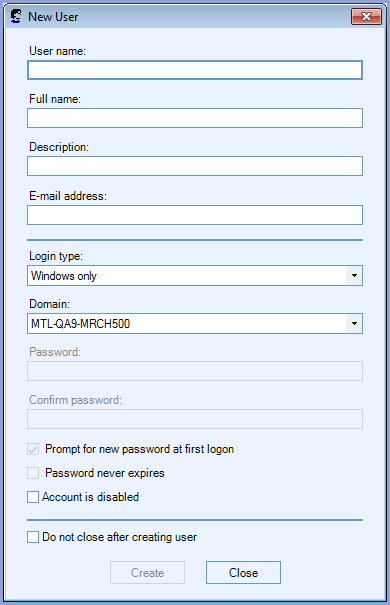 New User
User name:
Full name:
Description:
E-mail address:
Login type:
Windows only
Domain:
MTL-QA9-MRCH500
Password:
Confirm password:
Prompt for new password at first logon
Password never expires
Account is disabled
Do not close after creating user
Create Close